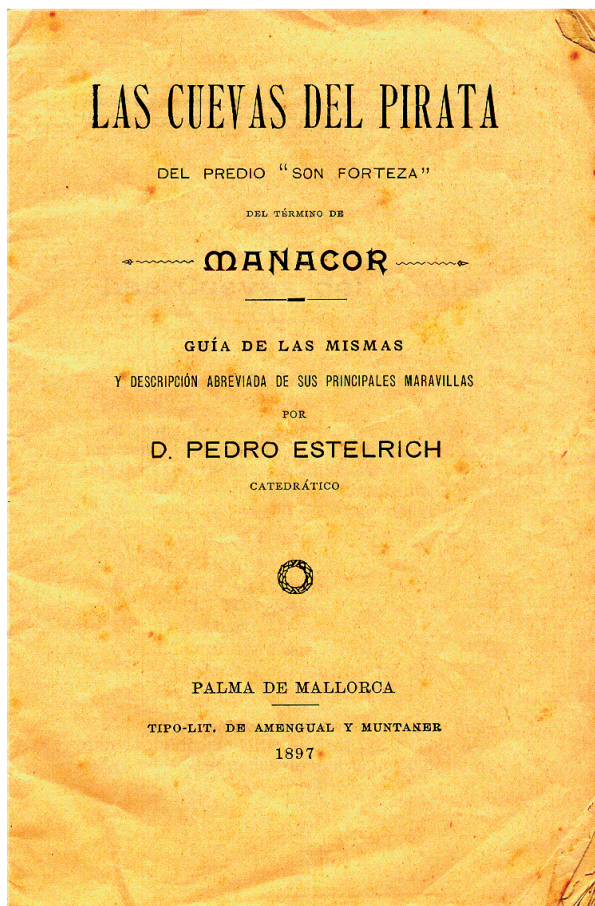 LAS CUEVAS DEL PIRATA
DEL PREDIO "SON FORTEZA"
DEL TÉRMINO DE
MANACOR
GUÍA DE LAS MISMAS
Y DESCRIPCIÓN ABREVIADA DE SUS PRINCIPALES MARAVILLAS
POR
D. PEDRO ESTELRICH
CATEDRÁTICO
PALMA DE MALLORCA
TIPO-LIT. DE AMENGUAL Y MUNTANER
1897